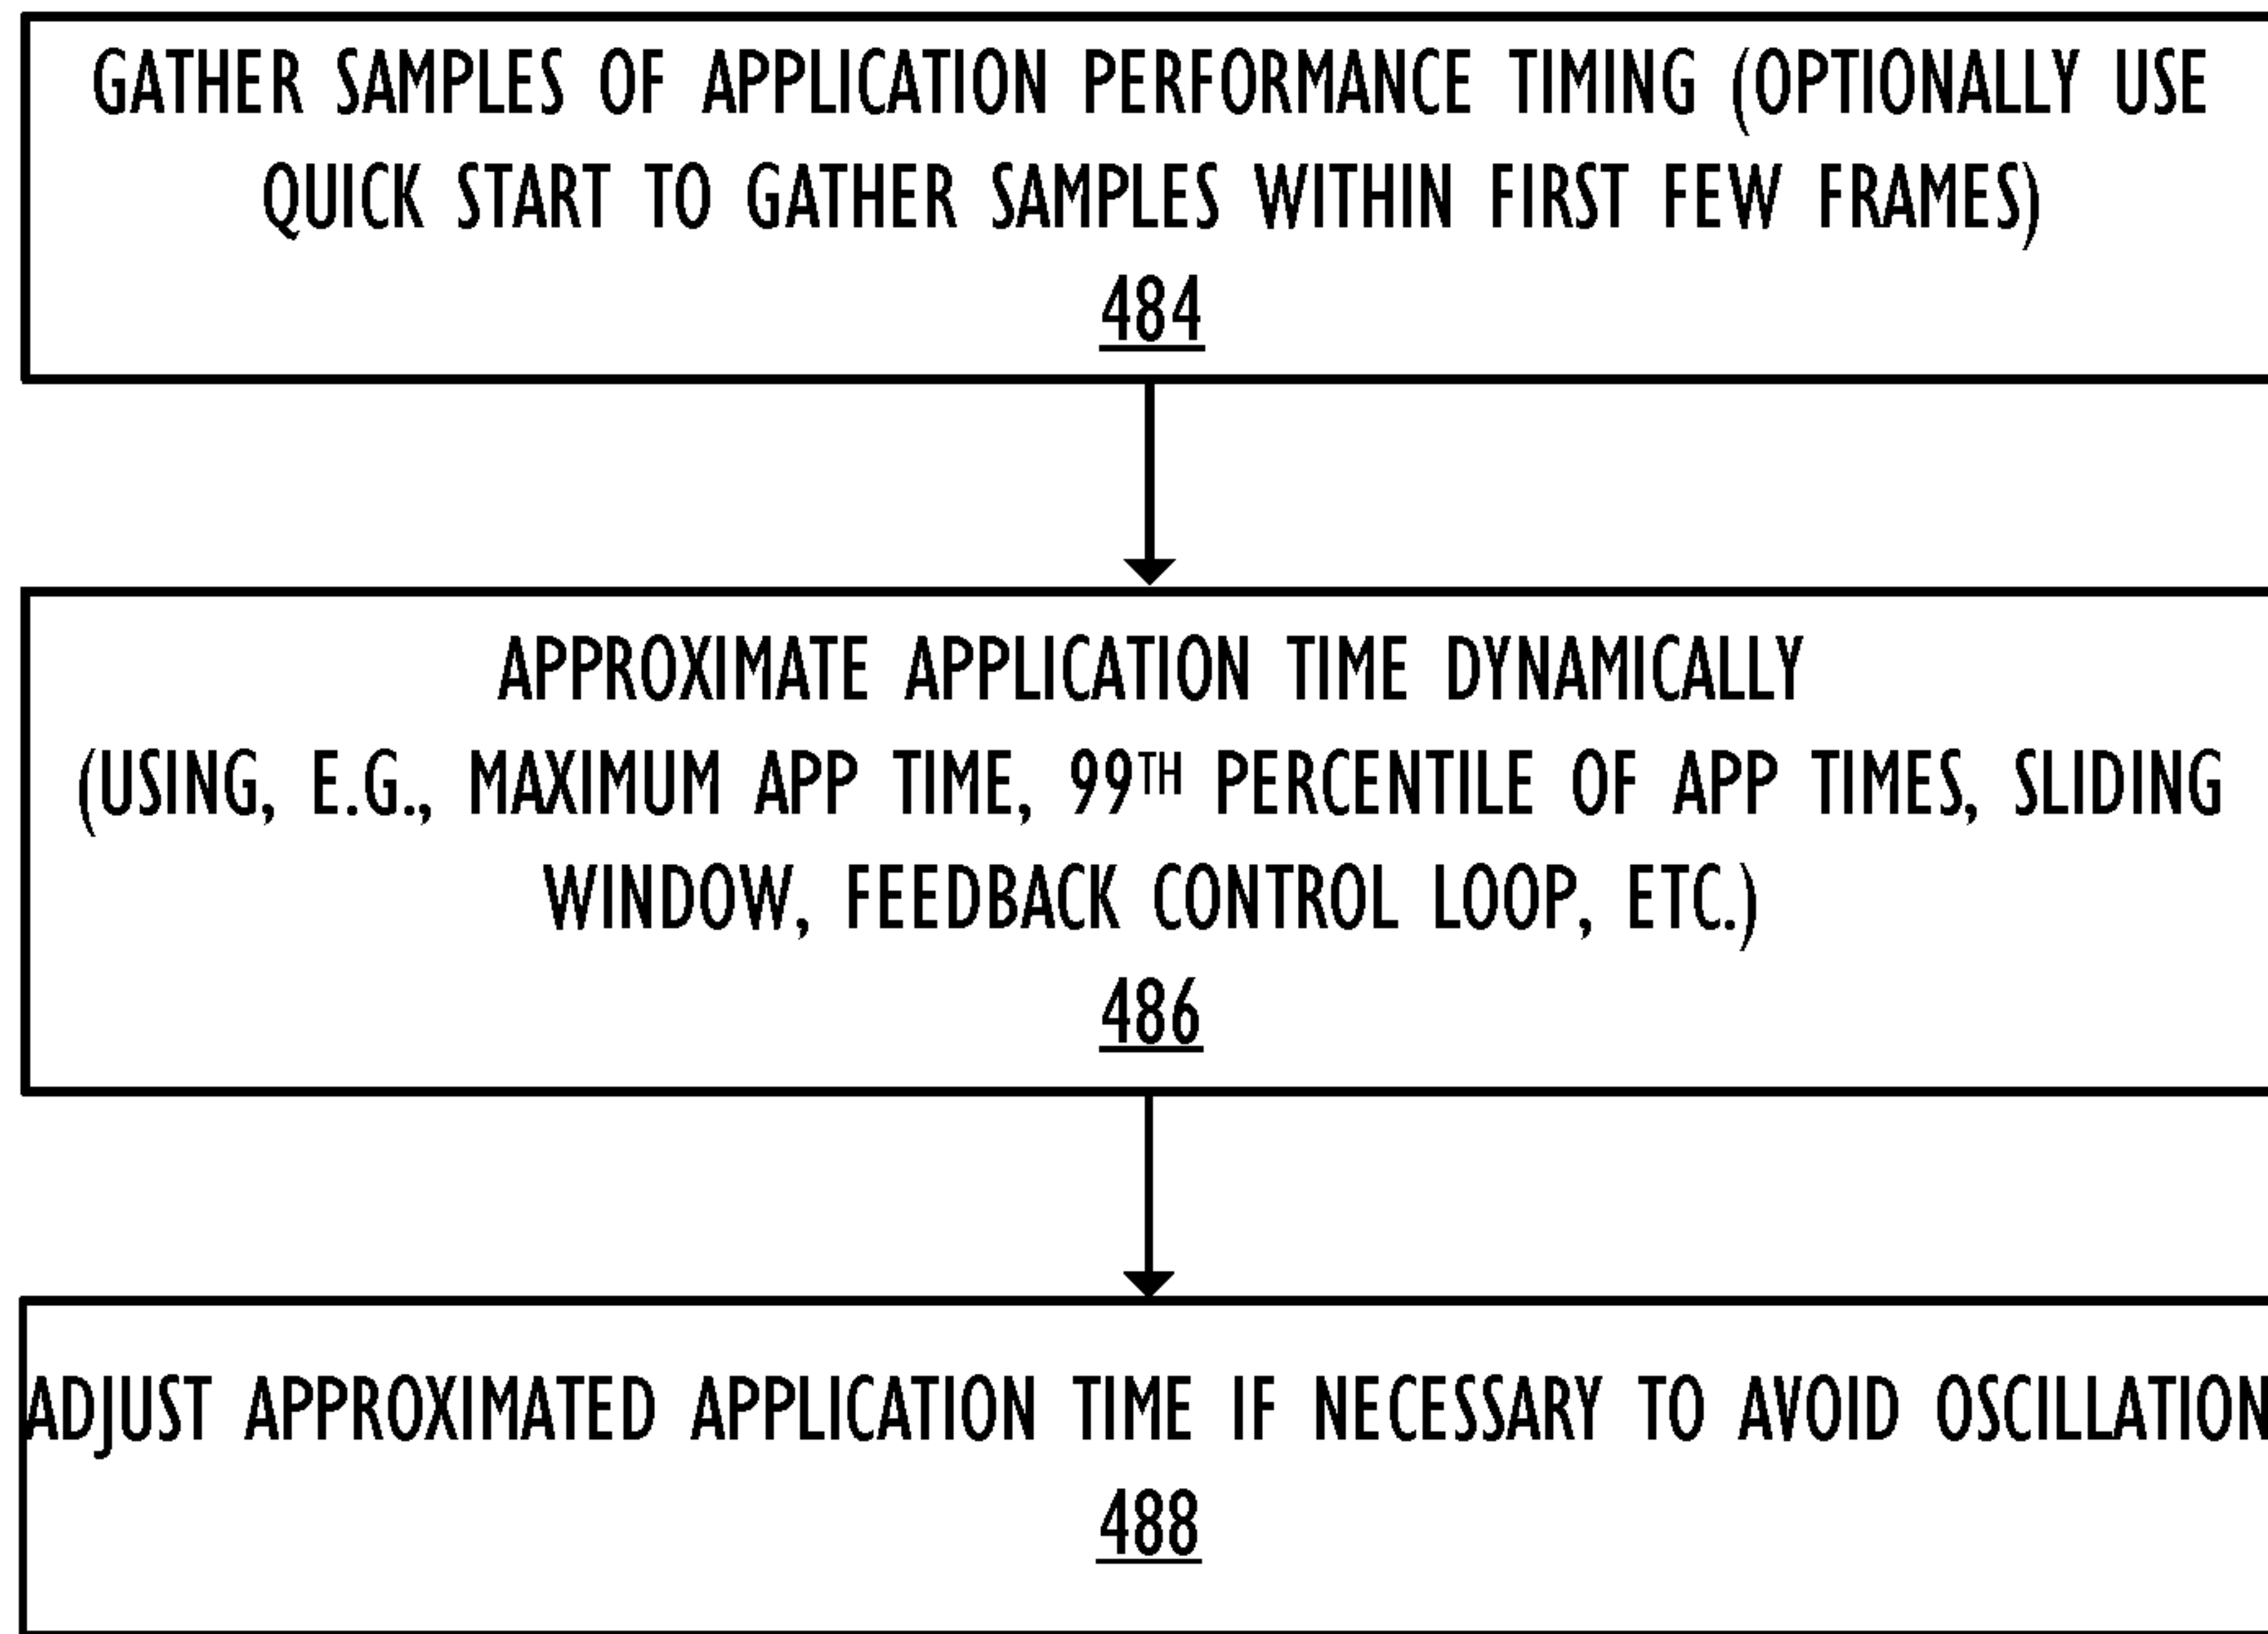 GATHER SAMPLES OF APPLICATION PERFORMANCE TIMING (OPTIONALLY USE
QUICK START TO GATHER SAMPLES WITHIN FIRST FEW FRAMES)
484
APPROXIMATE APPLICATION TIME DYNAMICALLY
(USING, E.G., MAXIMUM APP TIME, 99TH PERCENTILE OF APP TIMES, SLIDING
WINDOW, FEEDBACK CONTROL LOOP, ETC.)
486
ADJUST APPROXIMATED APPLICATION TIME IF NECESSARY TO AVOID OSCILLATION
488